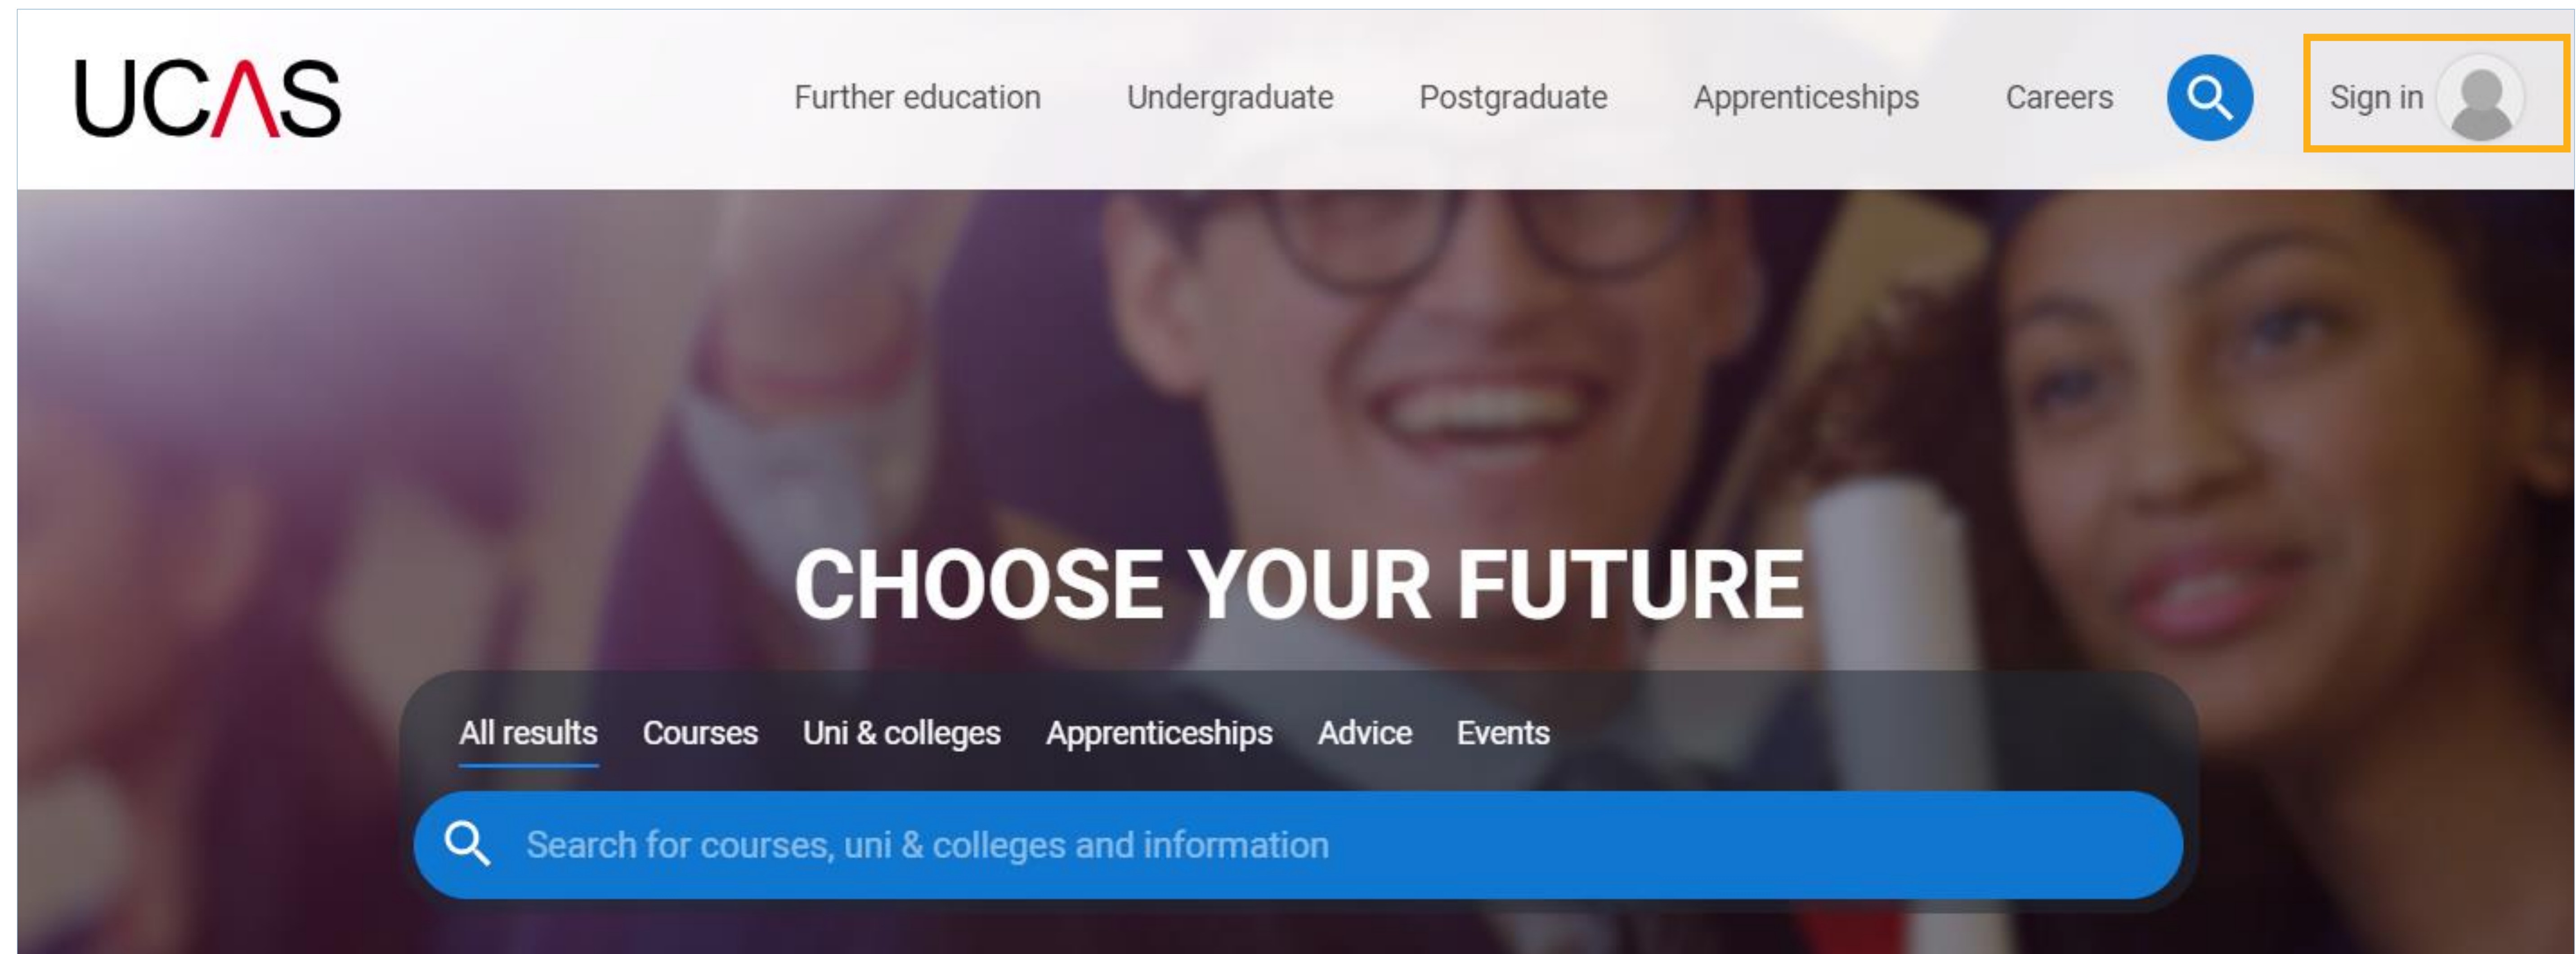 UCAS
Further education Undergraduate Postgraduate Apprenticeships Careers Sign in
CHOOSE YOUR FUTURE
All results Courses Uni & colleges Apprenticeships Advice Events
Search for courses, uni & colleges and information